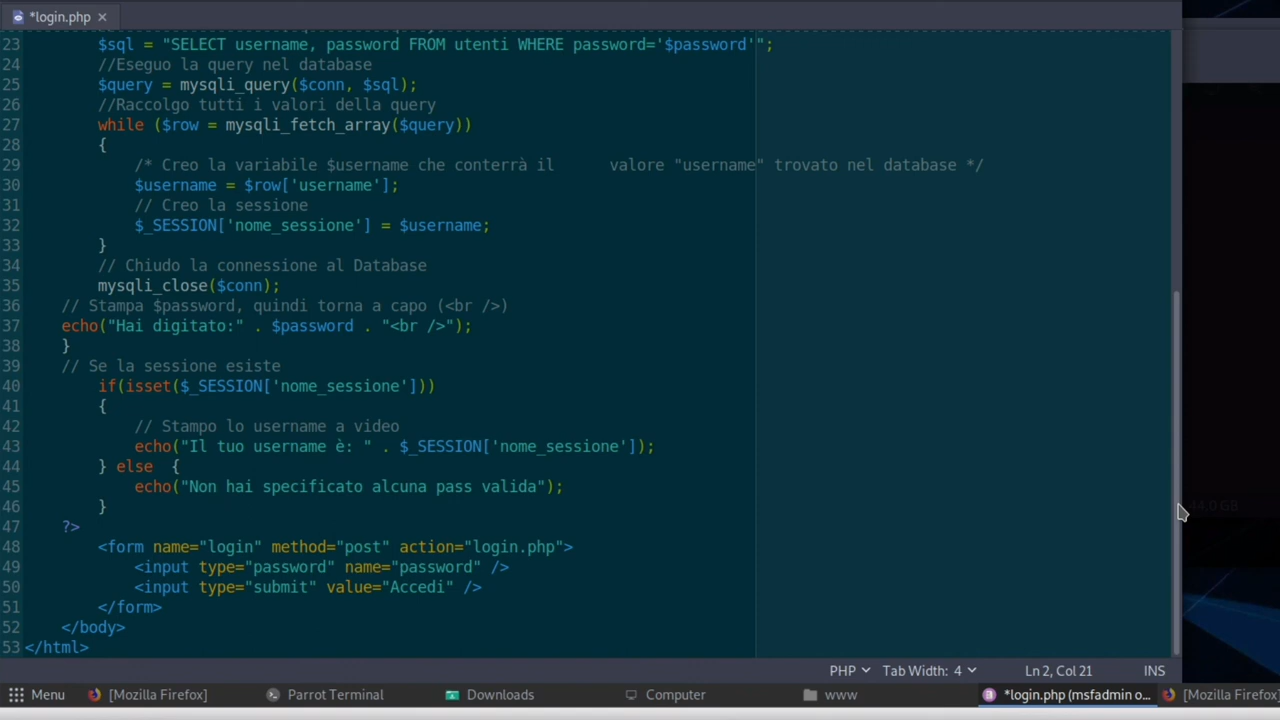 *login.php ×
23 $sql = "SELECT username, password FROM utenti WHERE password='$password'";
24 //Eseguo la query nel database
25 $query = mysqli_query($conn, $sql);
26 //Raccolgo tutti i valori della query
27 while ($row = mysqli_fetch_array($query))
28 {
29 /* Creo la variabile $username che conterrà il valore "username" trovato nel database */
30 $username = $row['username'];
31 // Creo la sessione
32 $_SESSION['nome_sessione'] = $username;
33 }
34 // Chiudo la connessione al Database
35 mysqli_close($conn);
36 // Stampa $password, quindi torna a capo (<br />)
37 echo("Hai digitato:" . $password . "<br />");
38 }
39 // Se la sessione esiste
40 if(isset($_SESSION['nome_sessione']))
41 {
42 // Stampo lo username a video
43 echo("Il tuo username è: " . $_SESSION['nome_sessione']);
44 } else {
45 echo("Non hai specificato alcuna pass valida");
46 }
47 ?>
48 <form name="login" method="post" action="login.php">
49 <input type="password" name="password" />
50 <input type="submit" value="Accedi" />
51 </form>
52 </body>
53 </html>
PHP Tab Width: 4 Ln 2, Col 21 INS
Menu [Mozilla Firefox] Parrot Terminal Downloads Computer www *login.php (msfadmin o... [Mozilla Firefox]